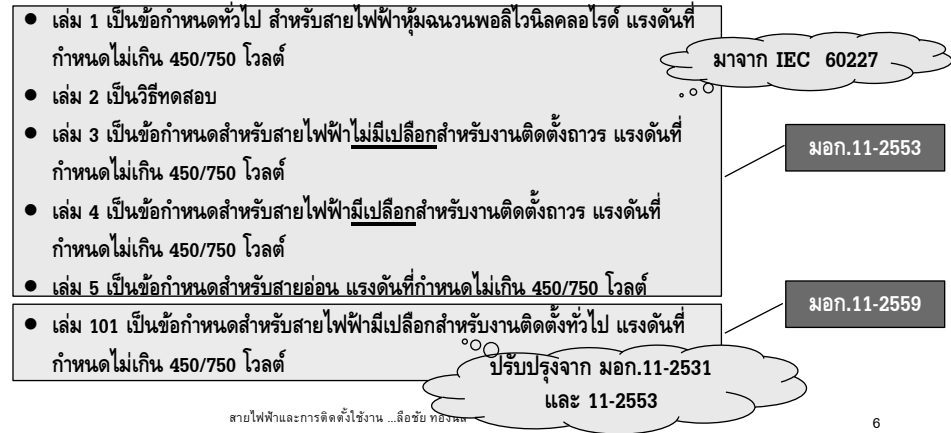 ● เล่ม 1 เป็นข้อกำหนดทั่วไป สำหรับสายไฟฟ้าหุ้มฉนวนพอลิไวนิลคลอไรด์ แรงดันที่
กำหนดไม่เกิน 450/750 โวลต์
มาจาก IEC 60227
● เล่ม 2 เป็นวิธีทดสอบ
● เล่ม 3 เป็นข้อกำหนดสำหรับสายไฟฟ้าไม่มีเปลือกสำหรับงานติดตั้งถาวร แรงดันที่
กำหนดไม่เกิน 450/750 โวลต์
มอก.11-2553
● เล่ม 4 เป็นข้อกำหนดสำหรับสายไฟฟ้ามีเปลือกสำหรับงานติดตั้งถาวร แรงดันที่
กำหนดไม่เกิน 450/750 โวลต์
● เล่ม 5 เป็นข้อกำหนดสำหรับสายอ่อน แรงดันที่กำหนดไม่เกิน 450/750 โวลต์
มอก.11-2559
● เล่ม 101 เป็นข้อกำหนดสำหรับสายไฟฟ้ามีเปลือกสำหรับงานติดตั้งทั่วไป แรงดันที่
กำหนดไม่เกิน 450/750 โวลต์
ปรับปรุงจาก มอก.11-2531
และ 11-2553
สายไฟฟ้าและการติดตั้งใช้งาน ...ลือชัย
6